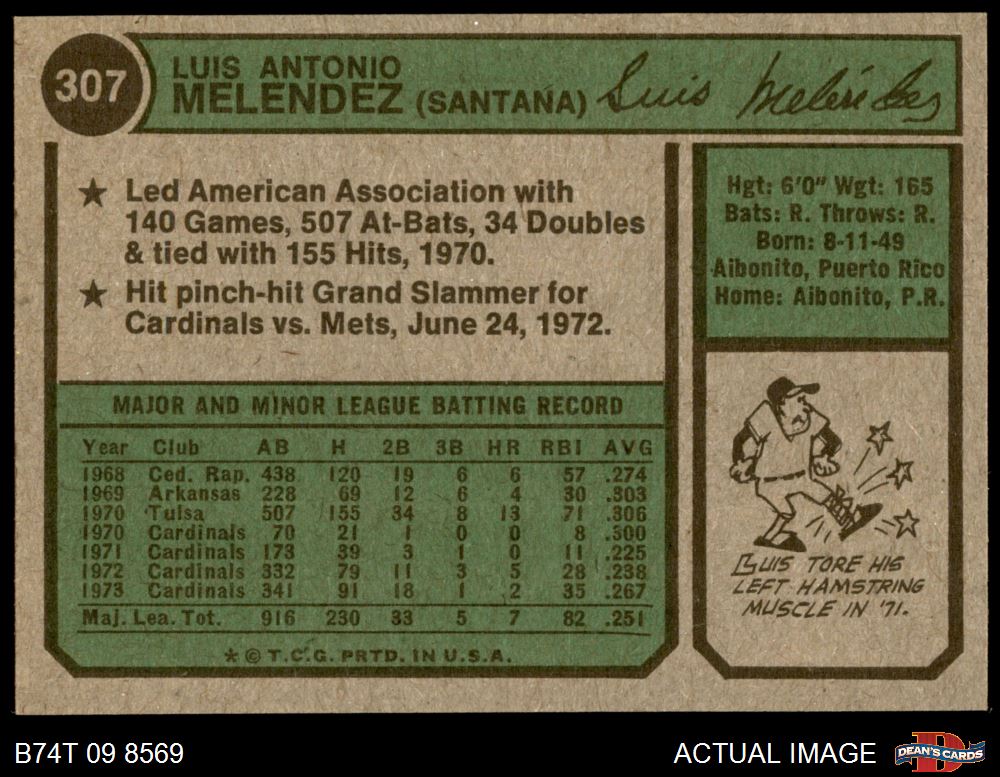 307
LUIS ANTONIO
MELENDEZ (SANTANA)
Luis Melendez
★ Led American Association with
140 Games, 507 At-Bats, 34 Doubles
& tied with 155 Hits, 1970.
★ Hit pinch-hit Grand Slammer for
Cardinals vs. Mets, June 24, 1972.
Hgt: 6'0" Wgt: 165
Bats: R. Throws: R.
Born: 8-11-49
Aibonito, Puerto Rico
Home: Aibonito, P.R.
MAJOR AND MINOR LEAGUE BATTING RECORD
Year Club AB H 2B 3B HR RBI AVG
1968 Ced. Rap. 438 120 19 6 6 57 .274
1969 Arkansas 228 69 12 6 4 30 .303
1970 Tulsa 507 155 34 8 13 71 .306
1970 Cardinals 70 21 1 0 0 8 .300
1971 Cardinals 173 39 3 1 0 11 .225
1972 Cardinals 332 79 11 3 5 28 .238
1973 Cardinals 341 91 18 1 2 35 .267
Maj. Lea. Tot. 916 230 33 5 7 82 .251
★ © T.C.G. PRTD. IN U.S.A.
LUIS TORE HIS
LEFT HAMSTRING
MUSCLE IN '71.
B74T 09 8569
ACTUAL IMAGE
D
DEAN'S CARDS